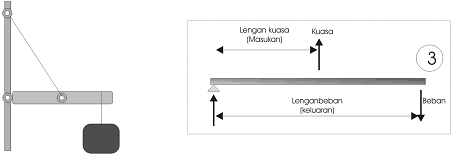 Lengan kuasa
(Masukan)
Kuasa
3
Lenganbeban
(keluaran)
Beban